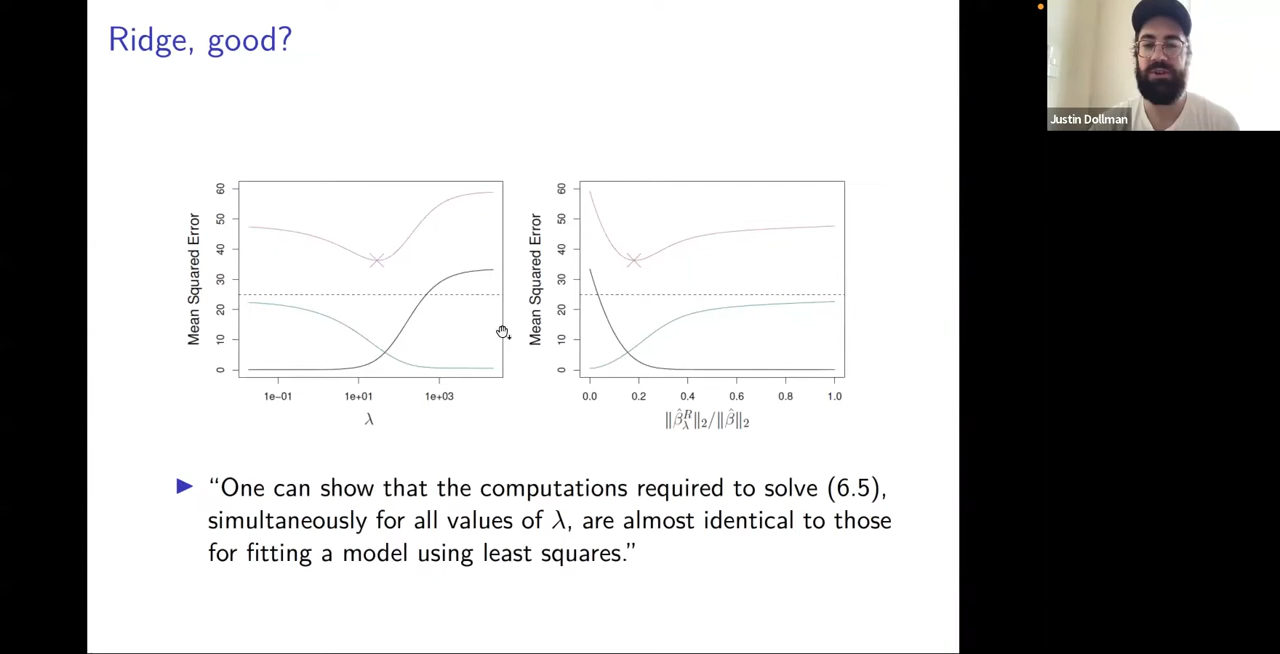 Ridge, good?
Justin Dollman
Mean Squared Error
60
50
40
30
20
10
0
1e−01 1e+01 1e+03
λ
Mean Squared Error
60
50
40
30
20
10
0
0.0 0.2 0.4 0.6 0.8 1.0
‖β̂ᴿ_λ‖₂/‖β̂‖₂
“One can show that the computations required to solve (6.5),
simultaneously for all values of λ, are almost identical to those
for fitting a model using least squares.”